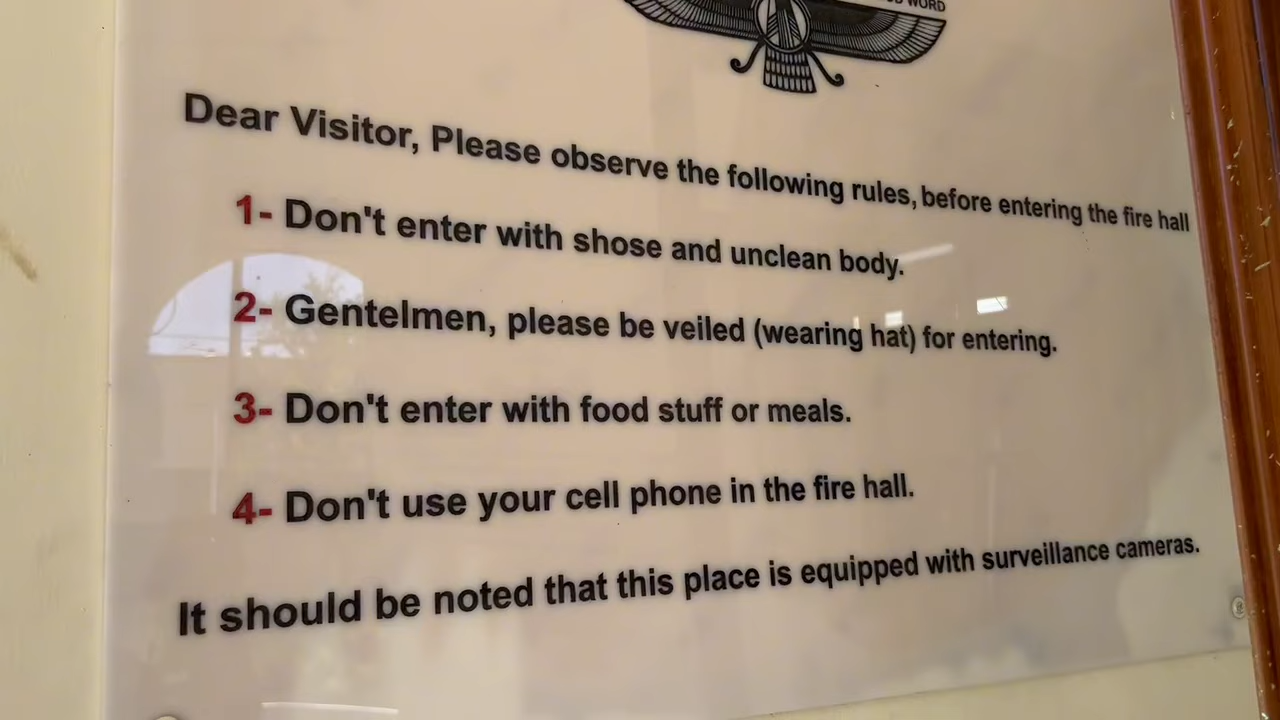 WORD
Dear Visitor, Please observe the following rules, before entering the fire hall
1- Don't enter with shose and unclean body.
2- Gentelmen, please be veiled (wearing hat) for entering.
3- Don't enter with food stuff or meals.
4- Don't use your cell phone in the fire hall.
It should be noted that this place is equipped with surveillance cameras.